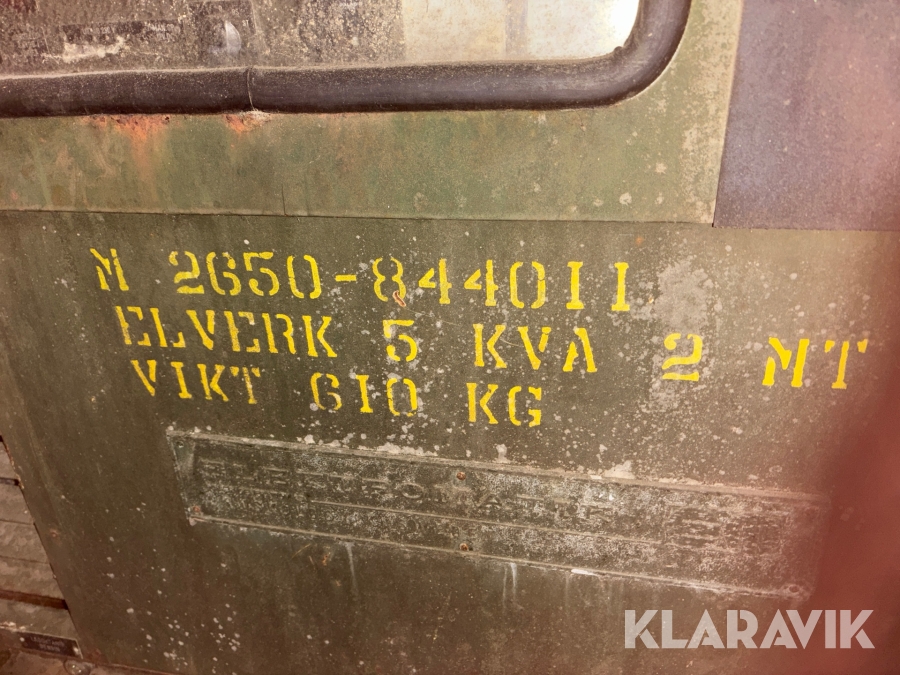 M 2650-844011
ELVERK 5 KVA 2 MT
VIKT 610 KG
KLARAVIK